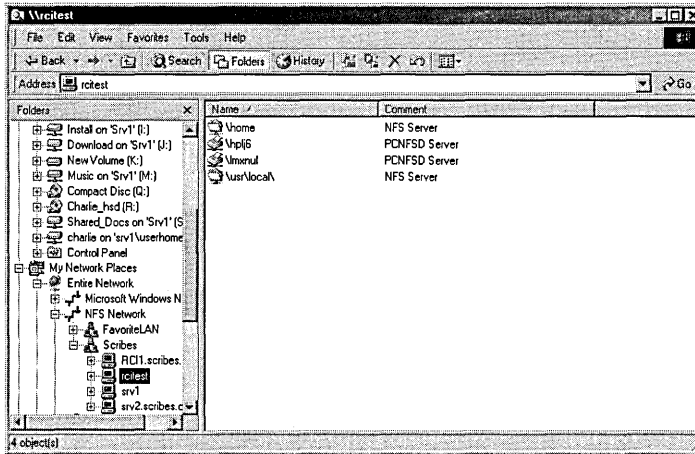 \\rcitest
File Edit View Favorites Tools Help
Back Search Folders History
Address rcitest Go
Folders
Install on 'Srv1' (I:)
Download on 'Srv1' (J:)
New Volume (K:)
Music on 'Srv1' (M:)
Compact Disc (Q:)
Charlie_hsd (R:)
Shared_Docs on 'Srv1' (S
charlie on 'srv1\userhome
Control Panel
My Network Places
Entire Network
Microsoft Windows N
NFS Network
FavoriteLAN
Scribes
RCI1.scribes.
rcitest
srv1
srv2.scribes.c
Name Comment
\home NFS Server
\hplj6 PCNFSD Server
\lmxnul PCNFSD Server
\usr\local\ NFS Server
4 object(s)